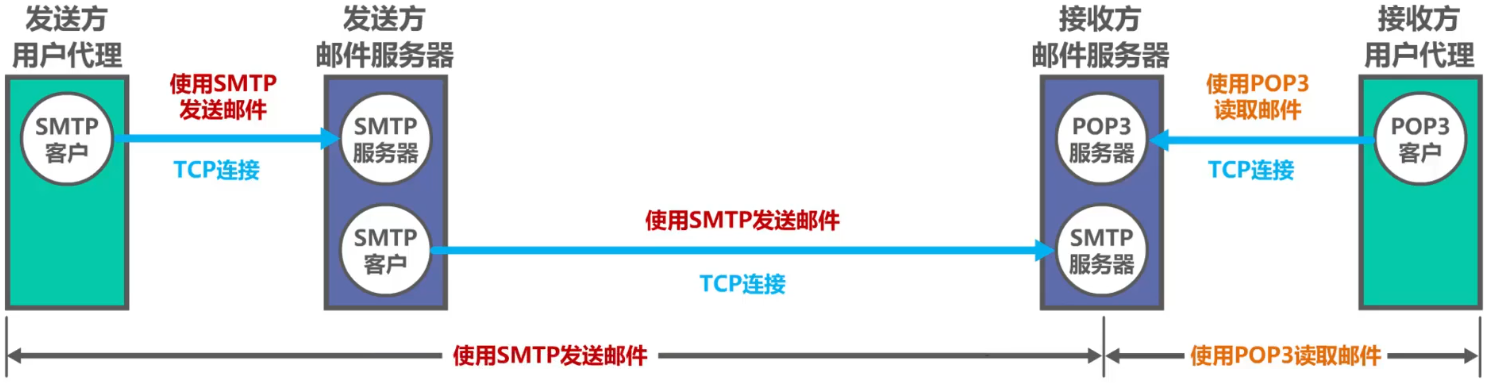 发送方
用户代理
发送方
邮件服务器
接收方
邮件服务器
接收方
用户代理
使用SMTP
发送邮件
使用POP3
读取邮件
SMTP
客户
SMTP
服务器
POP3
服务器
POP3
客户
TCP连接
TCP连接
使用SMTP发送邮件
SMTP
客户
SMTP
服务器
TCP连接
使用SMTP发送邮件
使用POP3读取邮件